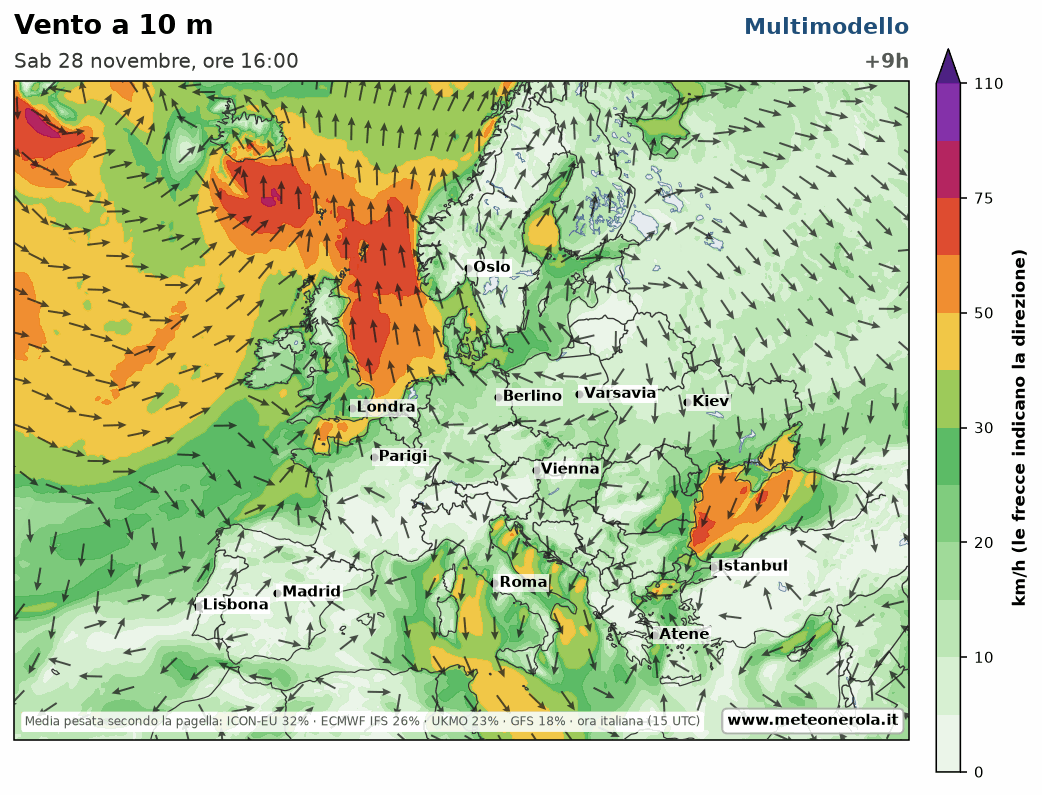 Vento a 10 m
Multimodello
Sab 28 novembre, ore 16:00
+9h
110
75
50
30
20
10
0
km/h (le frecce indicano la direzione)
Oslo
Berlino
Varsavia
Kiev
Londra
Parigi
Vienna
Istanbul
Roma
Madrid
Lisbona
Atene
Media pesata secondo la pagella: ICON-EU 32% · ECMWF IFS 26% · UKMO 23% · GFS 18% · ora italiana (15 UTC)
www.meteonerola.it